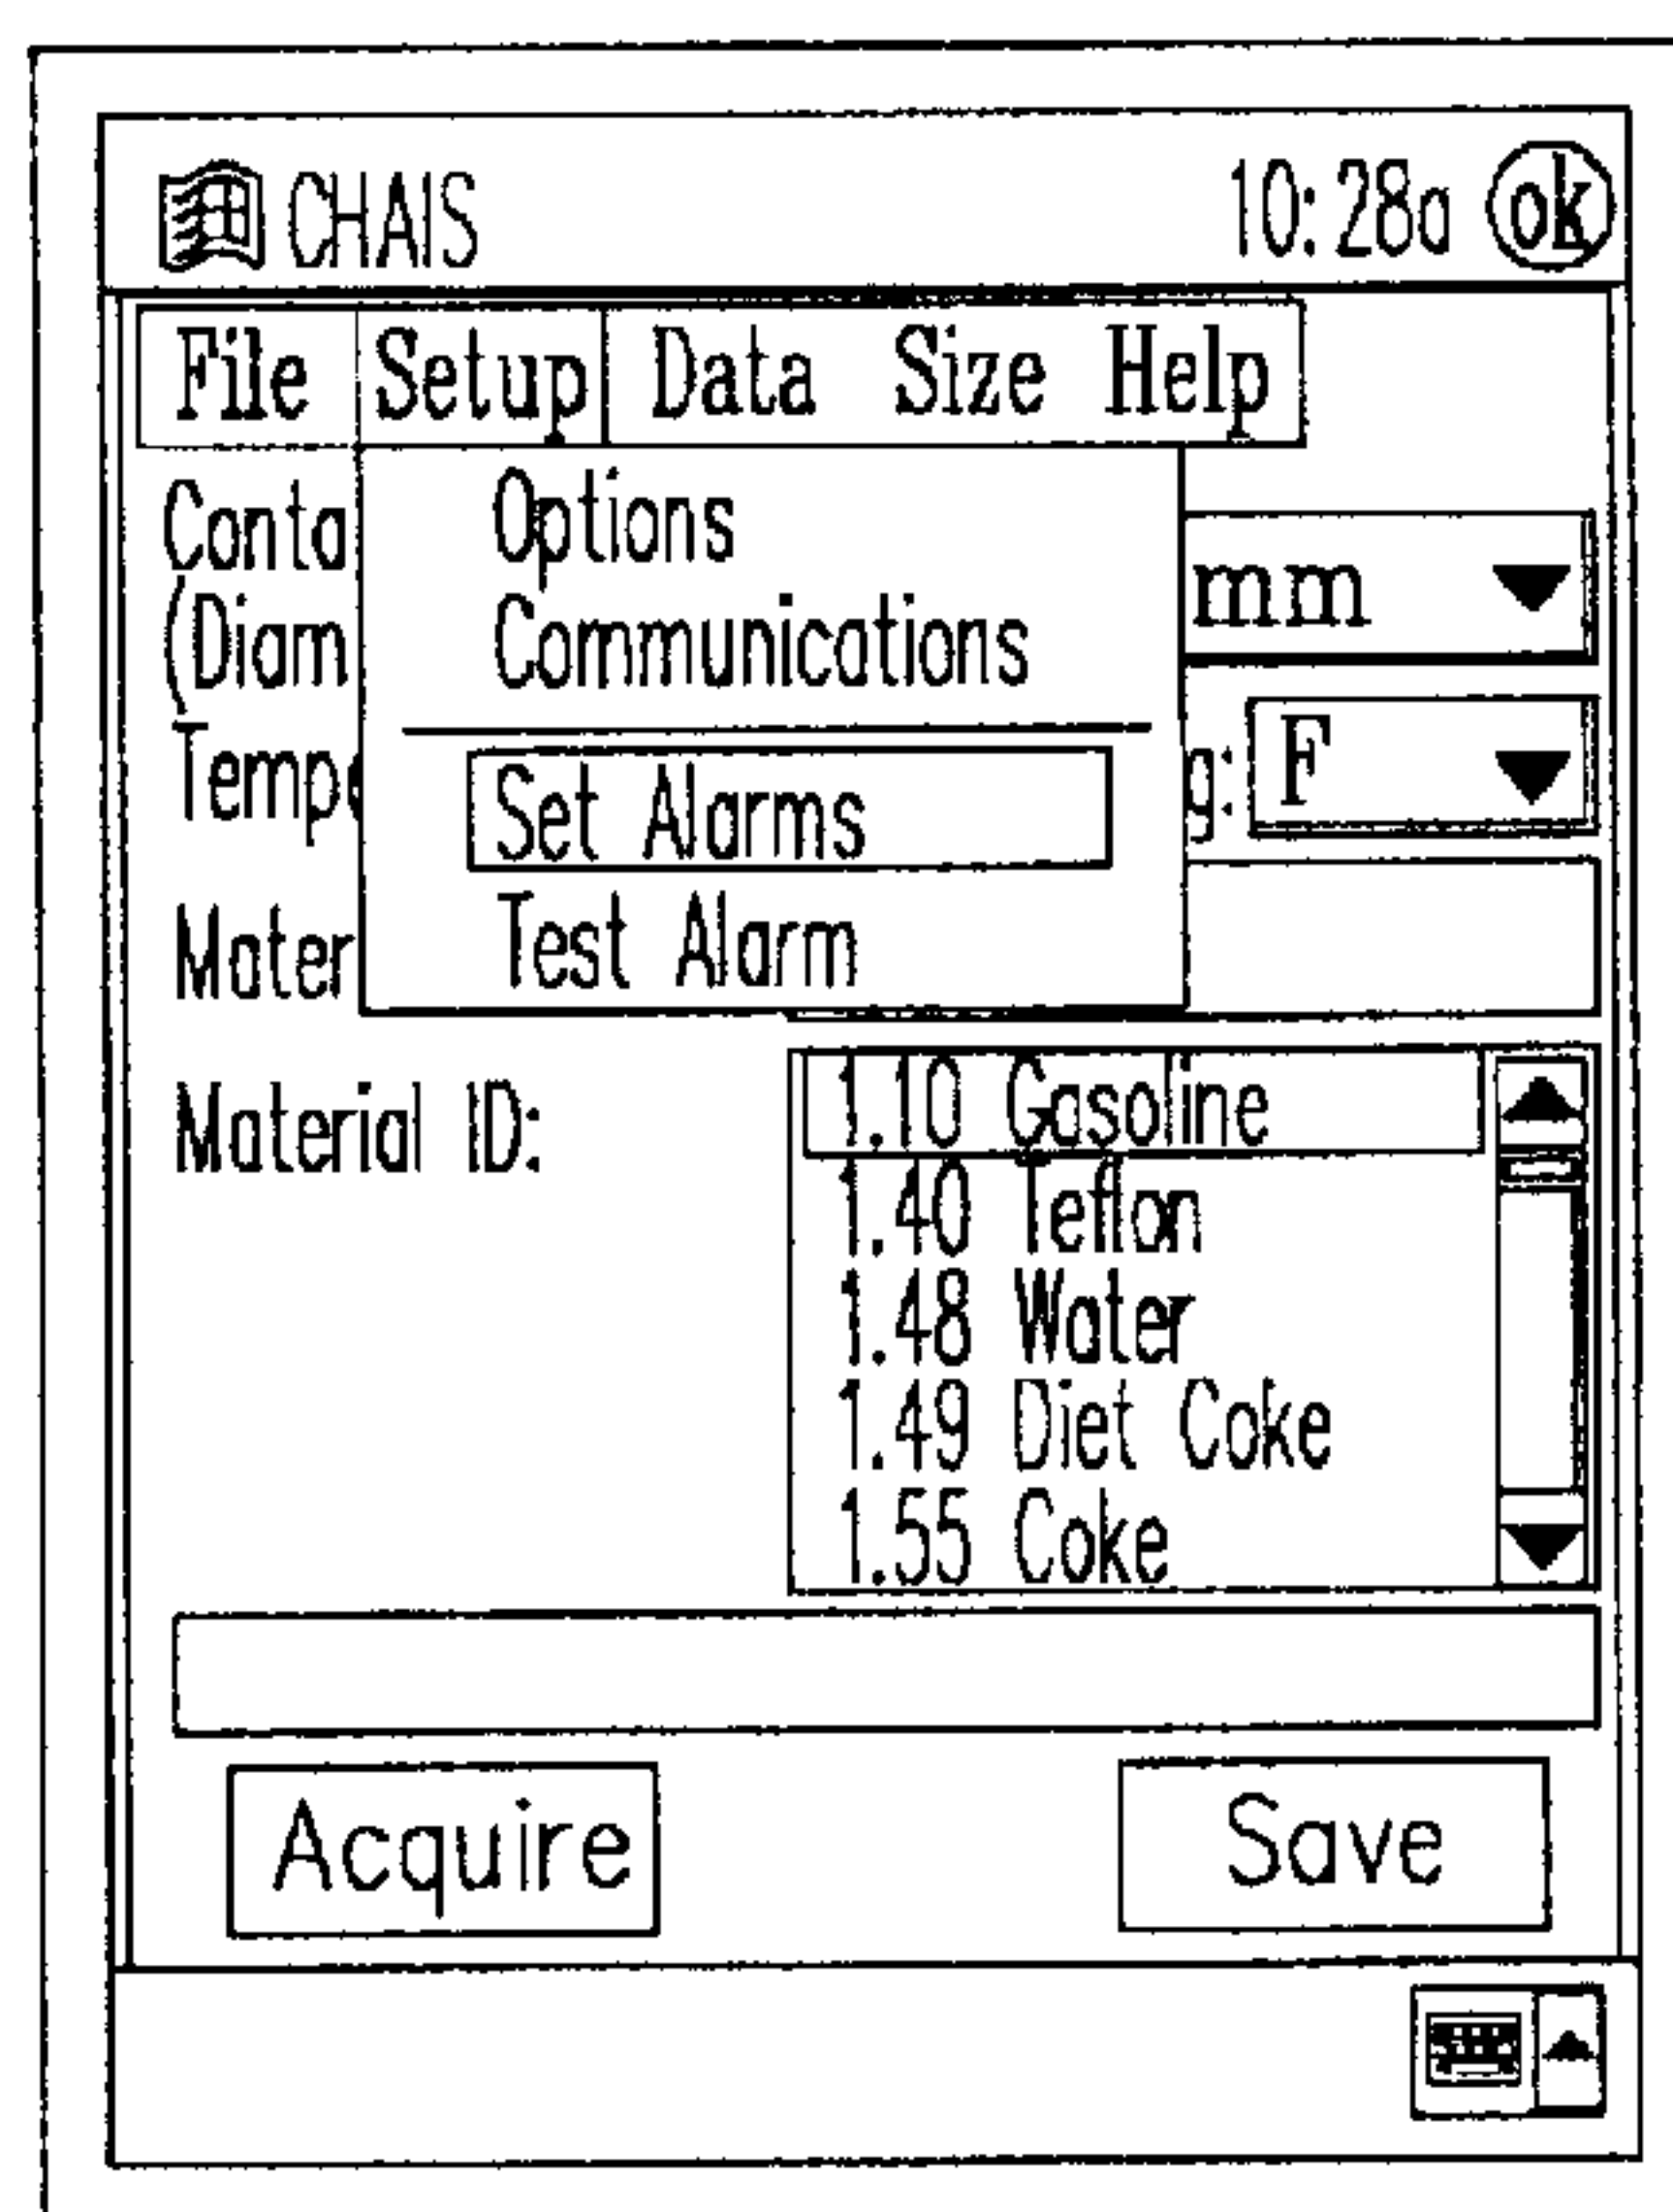 CHAIS 10:28a ok
File Setup Data Size Help
Options
Conta
mm
(Diam
Communications
Tempe
Set Alarms
g: F
Mater
Test Alarm
Material ID:
1.10 Gasoline
1.40 Teflon
1.48 Water
1.49 Diet Coke
1.55 Coke
Acquire Save